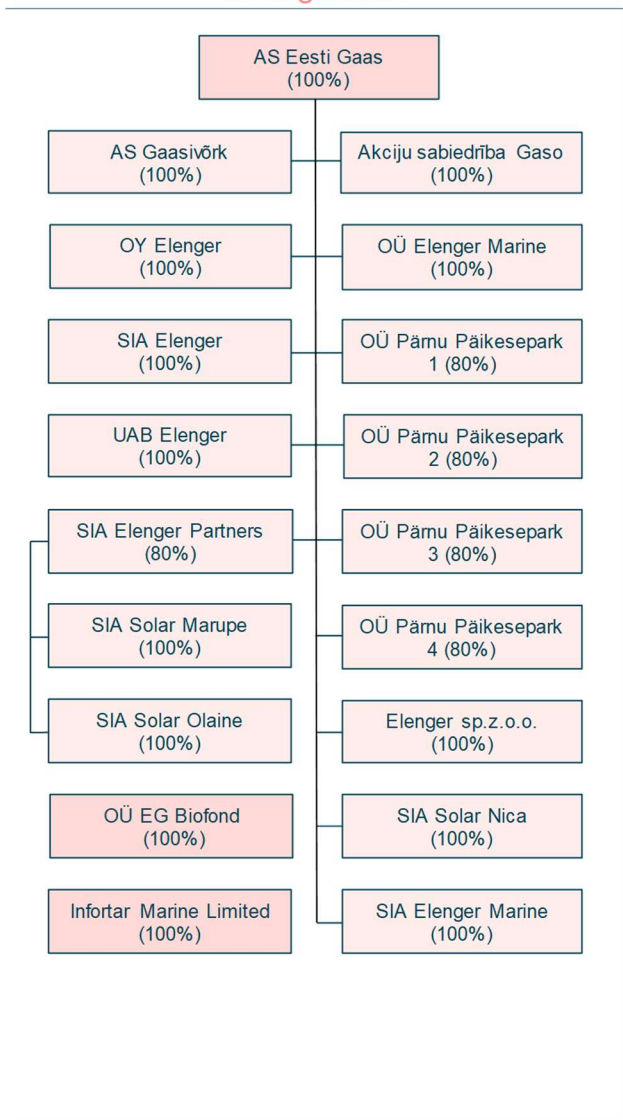 AS Eesti Gaas
(100%)
AS Gaasivõrk
(100%)
Akciju sabiedrība Gaso
(100%)
OY Elenger
(100%)
OÜ Elenger Marine
(100%)
SIA Elenger
(100%)
OÜ Pärnu Päikesepark
1 (80%)
UAB Elenger
(100%)
OÜ Pärnu Päikesepark
2 (80%)
SIA Elenger Partners
(80%)
OÜ Pärnu Päikesepark
3 (80%)
SIA Solar Marupe
(100%)
OÜ Pärnu Päikesepark
4 (80%)
SIA Solar Olaine
(100%)
Elenger sp.z.o.o.
(100%)
OÜ EG Biofond
(100%)
SIA Solar Nica
(100%)
Infortar Marine Limited
(100%)
SIA Elenger Marine
(100%)